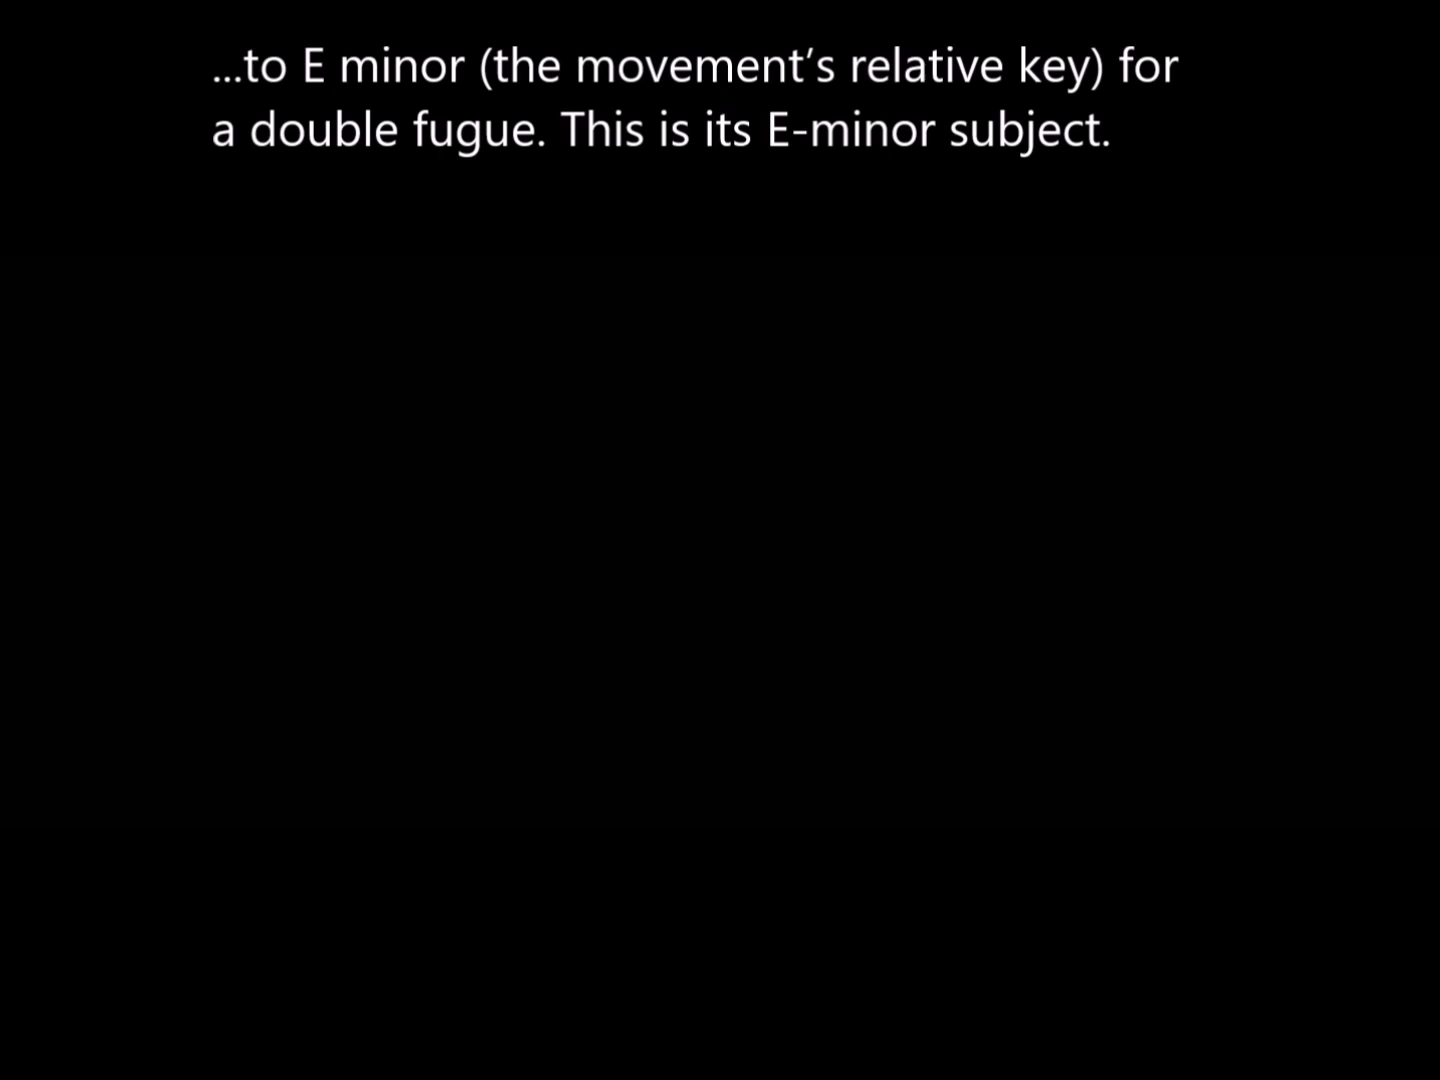 ...to E minor (the movement’s relative key) for
a double fugue. This is its E-minor subject.